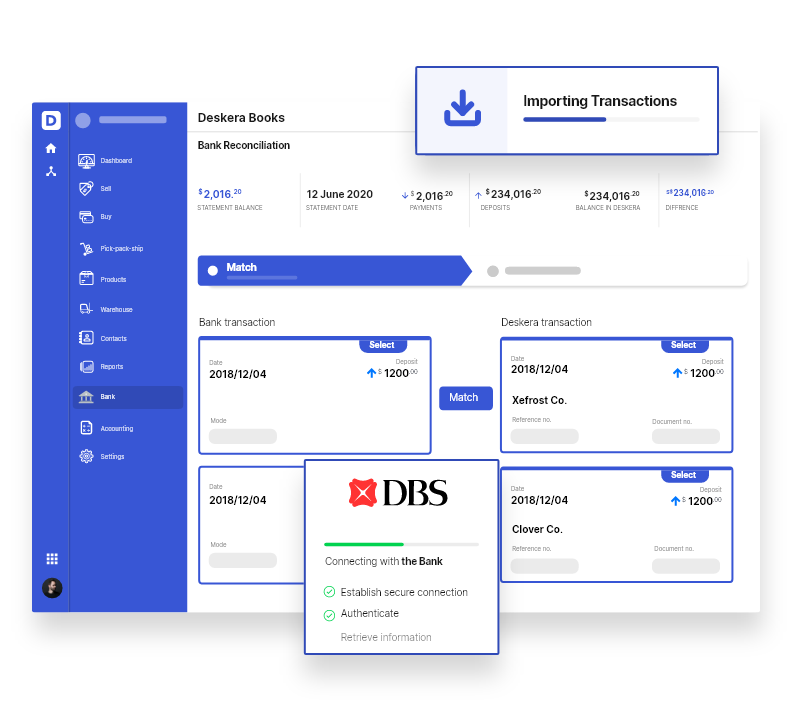 Importing Transactions
D
Deskera Books
Bank Reconciliation
Dashboard
Sell
Buy
Pick-pack-ship
Products
Warehouse
Contacts
Reports
Bank
Accounting
Settings
$2,016.20
STATEMENT BALANCE
12 June 2020
STATEMENT DATE
$2,016.20
PAYMENTS
$234,016.20
DEPOSITS
$234,016.20
BALANCE IN DESKERA
S$234,016.20
DIFFRENCE
Match
Bank transaction
Deskera transaction
Select
Date
Deposit
2018/12/04
$ 1200.00
Mode
Match
Select
Date
Deposit
2018/12/04
$ 1200.00
Xefrost Co.
Reference no.
Document no.
Date
2018/12/04
Mode
Select
Date
Deposit
2018/12/04
$ 1200.00
Clover Co.
Reference no.
Document no.
DBS
Connecting with the Bank
Establish secure connection
Authenticate
Retrieve information